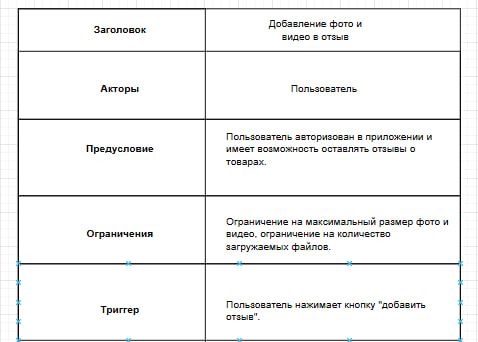 Заголовок
Добавление фото и
видео в отзыв
Акторы
Пользователь
Предусловие
Пользователь авторизован в приложении и
имеет возможность оставлять отзывы о
товарах.
Ограничения
Ограничение на максимальный размер фото и
видео, ограничение на количество
загружаемых файлов.
Триггер
Пользователь нажимает кнопку "добавить
отзыв".